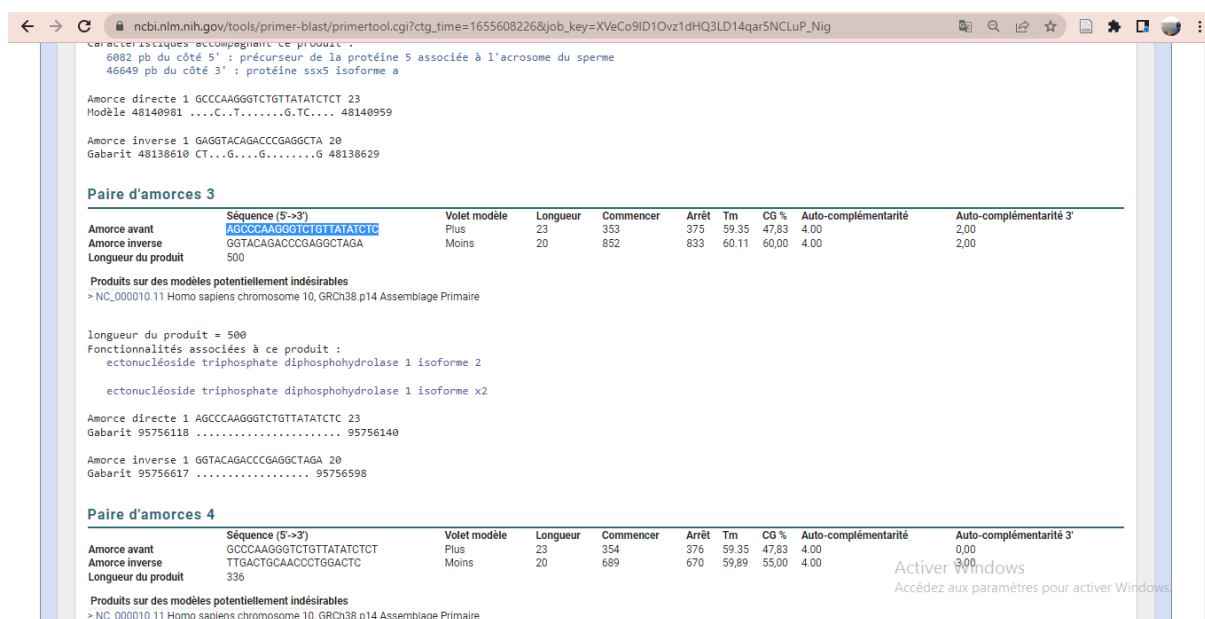 ncbi.nlm.nih.gov/tools/primer-blast/primertool.cgi?ctg_time=1655608226&job_key=XVeCo9ID1Ovz1dHQ3LD14qar5NCLuP_Nig
Caractéristiques accompagnant ce produit :
6082 pb du côté 5' : précurseur de la protéine 5 associée à l'acrosome du sperme
46649 pb du côté 3' : protéine ssx5 isoforme a
Amorce directe 1 GCCCAAGGGTCTGTTATATCTCT 23
Modèle 48140981 ....C..T.......G.TC.... 48140959
Amorce inverse 1 GAGGTACAGACCCGAGGCTA 20
Gabarit 48138610 CT...G....G........G 48138629
Paire d'amorces 3
Séquence (5'->3') Volet modèle Longueur Commencer Arrêt Tm CG % Auto-complémentarité Auto-complémentarité 3'
Amorce avant AGCCCAAGGGTCTGTTATATCTC Plus 23 353 375 59.35 47,83 4.00 2,00
Amorce inverse GGTACAGACCCGAGGCTAGA Moins 20 852 833 60.11 60,00 4.00 2,00
Longueur du produit 500
Produits sur des modèles potentiellement indésirables
> NC_000010.11 Homo sapiens chromosome 10, GRCh38.p14 Assemblage Primaire
longueur du produit = 500
Fonctionnalités associées à ce produit :
ectonucléoside triphosphate diphosphohydrolase 1 isoforme 2
ectonucléoside triphosphate diphosphohydrolase 1 isoforme x2
Amorce directe 1 AGCCCAAGGGTCTGTTATATCTC 23
Gabarit 95756118 ....................... 95756140
Amorce inverse 1 GGTACAGACCCGAGGCTAGA 20
Gabarit 95756617 .................. 95756598
Paire d'amorces 4
Séquence (5'->3') Volet modèle Longueur Commencer Arrêt Tm CG % Auto-complémentarité Auto-complémentarité 3'
Amorce avant GCCCAAGGGTCTGTTATATCTCT Plus 23 354 376 59.35 47,83 4.00 0,00
Amorce inverse TTGACTGCAACCCTGGACTC Moins 20 689 670 59,89 55,00 4.00 3,00
Longueur du produit 336
Activer Windows
Accédez aux paramètres pour activer Windows.
Produits sur des modèles potentiellement indésirables
> NC_000010.11 Homo sapiens chromosome 10, GRCh38.p14 Assemblage Primaire